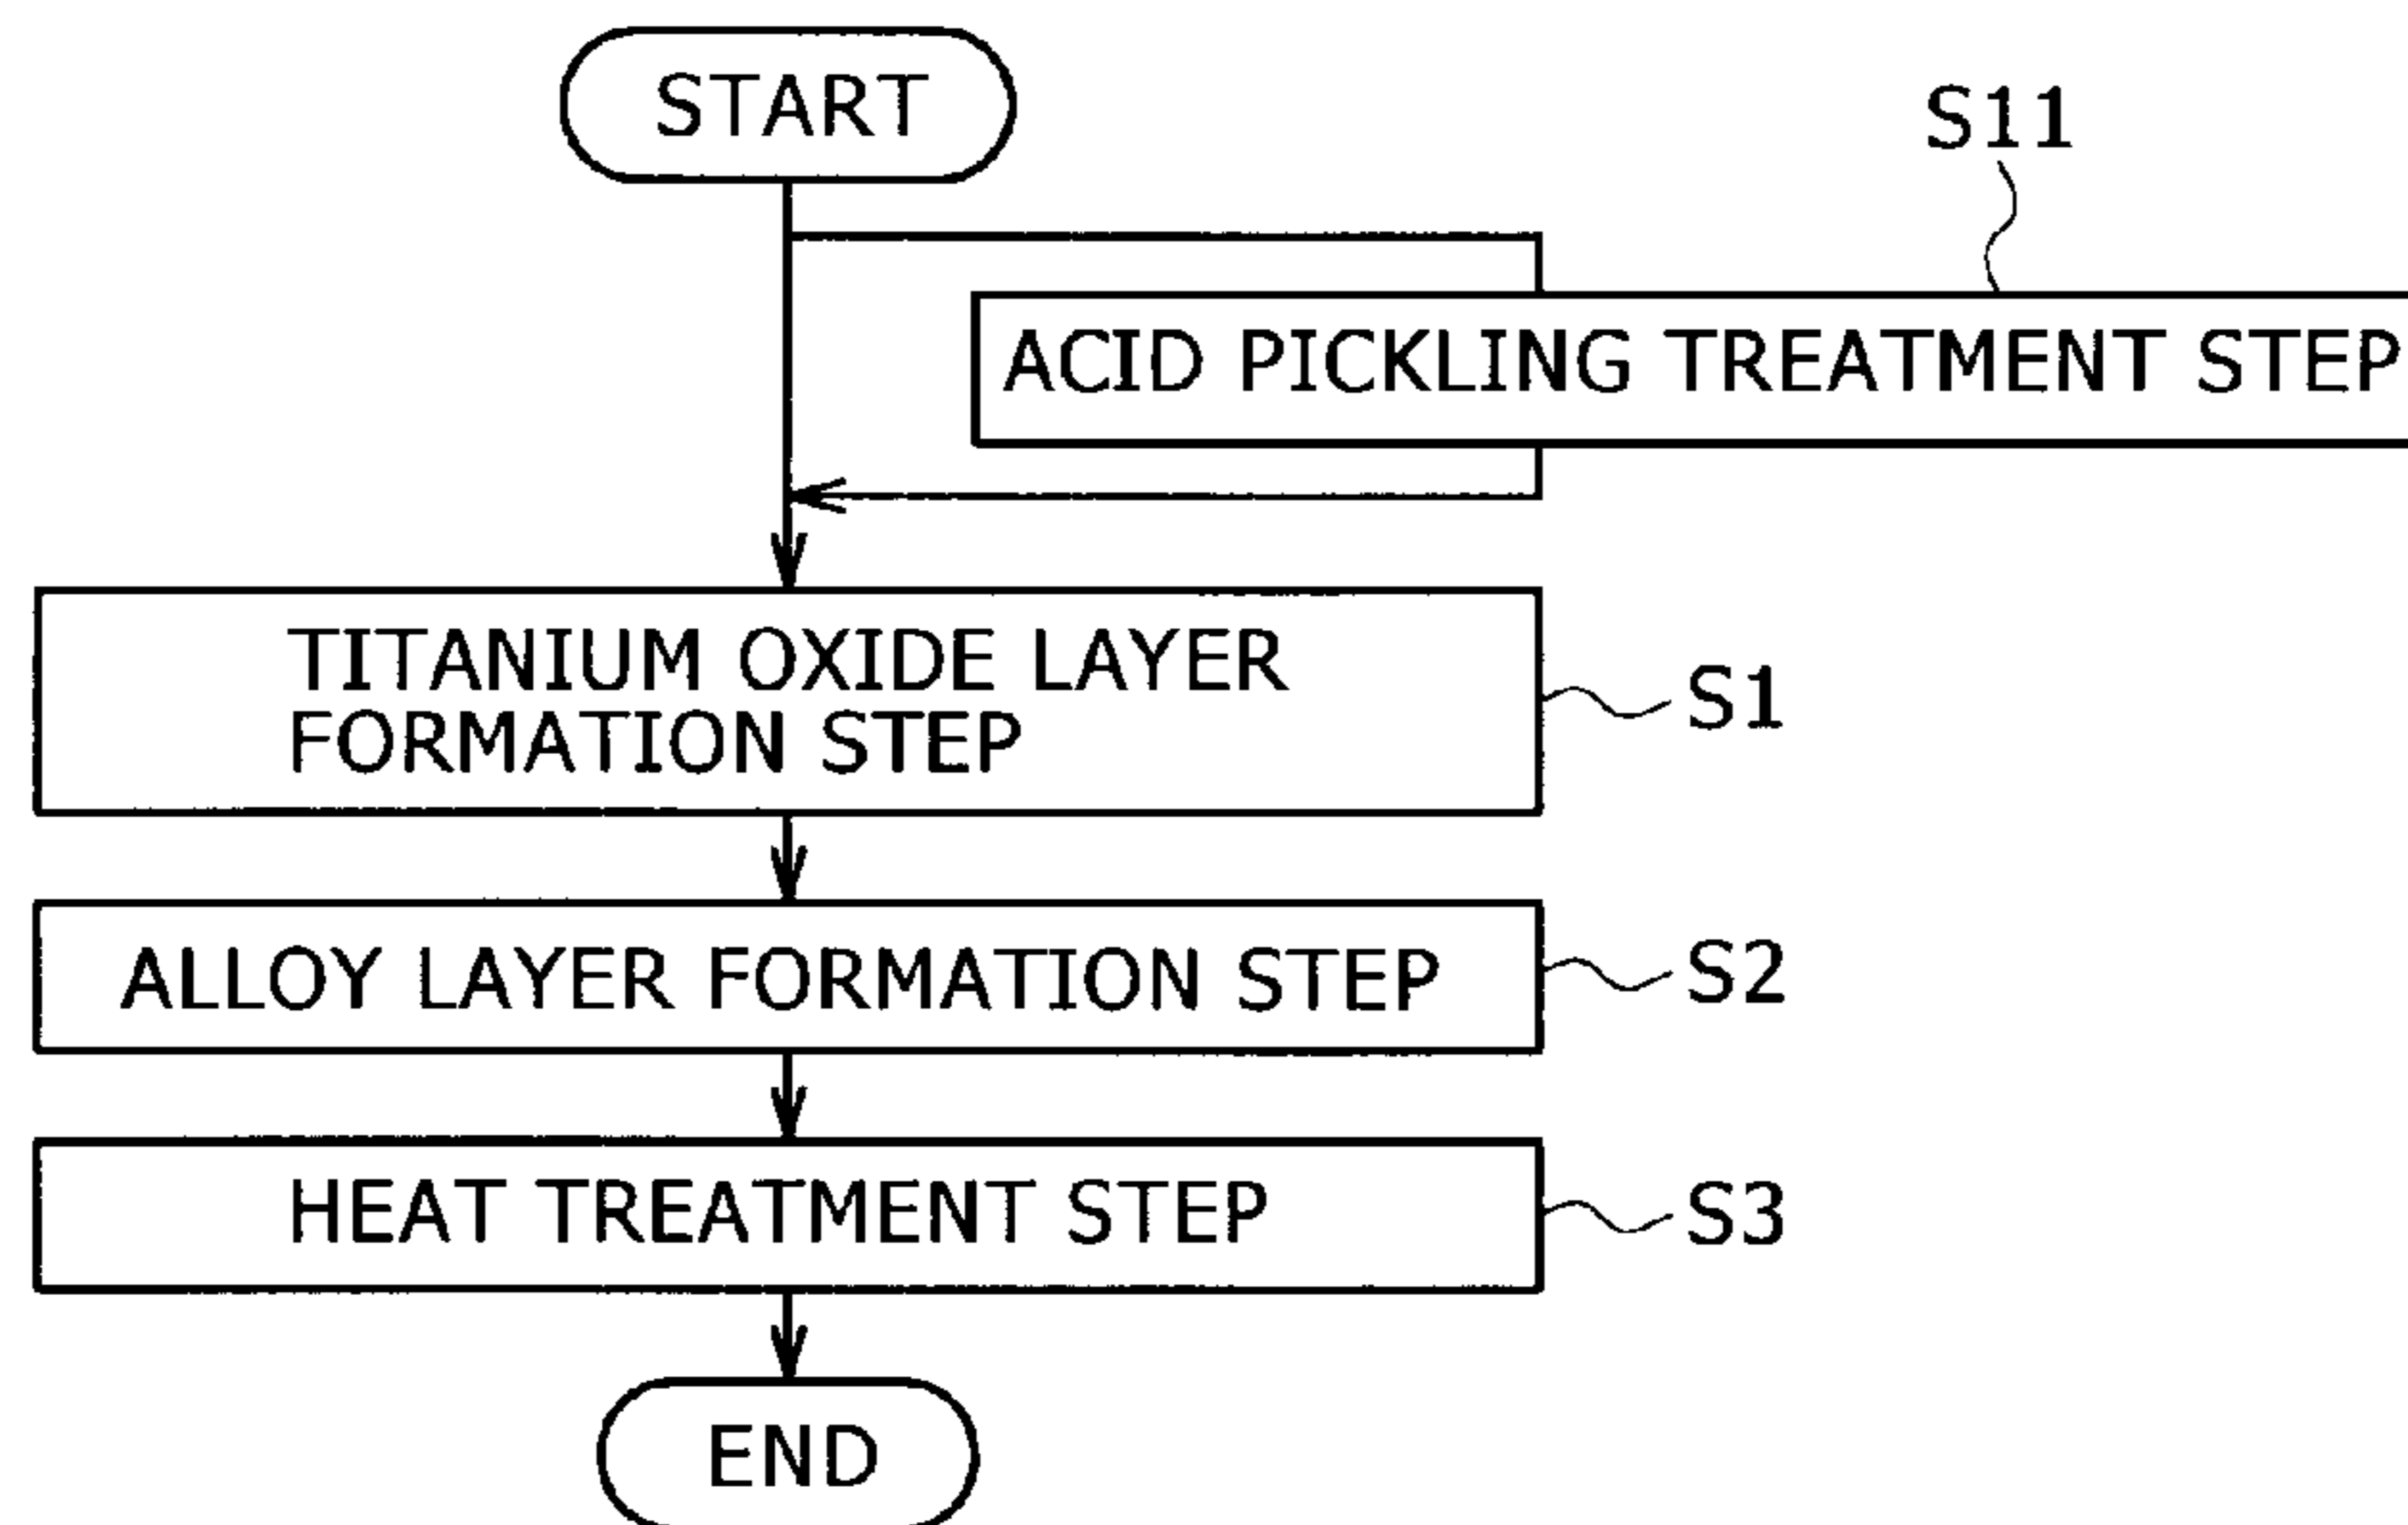 START
S11
ACID PICKLING TREATMENT STEP
TITANIUM OXIDE LAYER
FORMATION STEP
S1
ALLOY LAYER FORMATION STEP
S2
HEAT TREATMENT STEP
S3
END